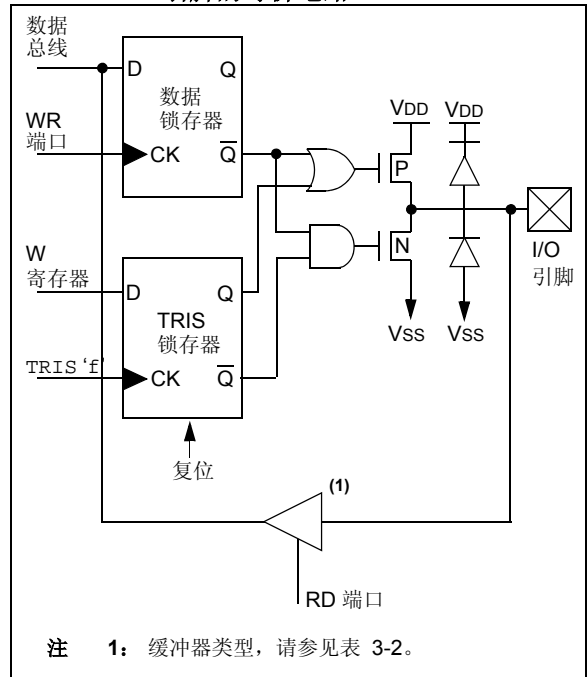 数据
总线
D
Q
数据
锁存器
WR
端口
CK
Q
VDD
VDD
P
N
I/O
引脚
W
寄存器
D
Q
TRIS
锁存器
VSS
VSS
TRIS 'f'
CK
Q
复位
(1)
RD 端口
注 1: 缓冲器类型，请参见表 3-2。